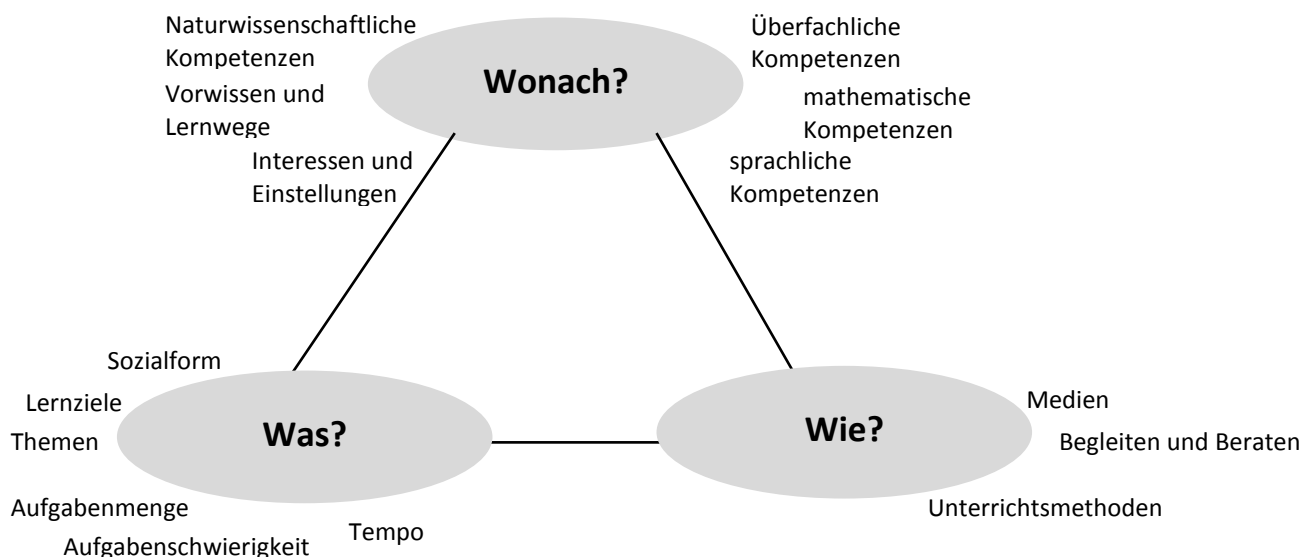 Naturwissenschaftliche
Kompetenzen
Vorwissen und
Lernwege
Interessen und
Einstellungen
Wonach?
Überfachliche
Kompetenzen
mathematische
Kompetenzen
sprachliche
Kompetenzen
Sozialform
Lernziele
Themen
Was?
Aufgabenmenge
Aufgabenschwierigkeit
Tempo
Wie?
Medien
Begleiten und Beraten
Unterrichtsmethoden